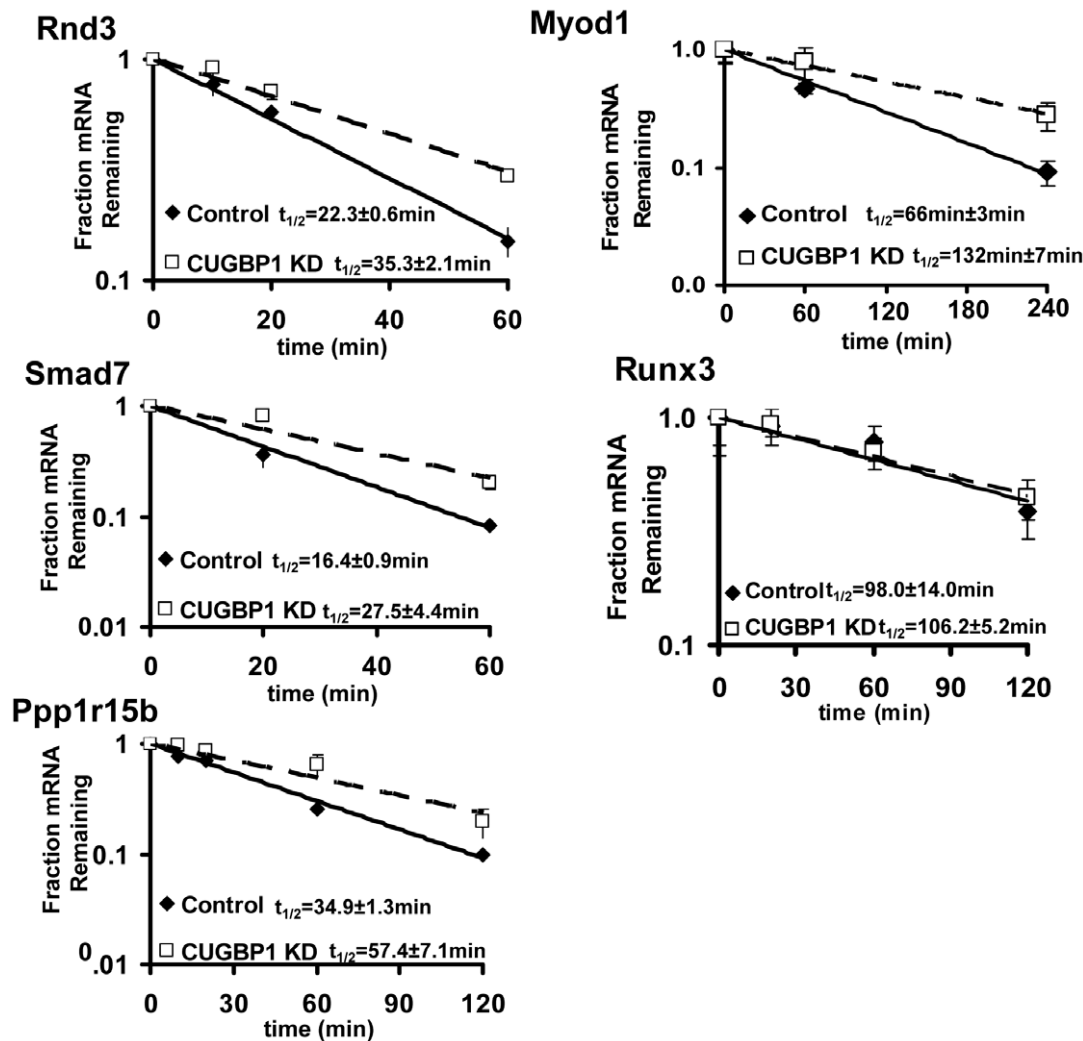 Rnd3
Fraction mRNA
Remaining
1
0.1
◆ Control t1/2=22.3±0.6min
□ CUGBP1 KD t1/2=35.3±2.1min
0 20 40 60
time (min)
Myod1
Fraction mRNA
Remaining
1.0
0.1
0.0
◆ Control t1/2=66min±3min
□ CUGBP1 KD t1/2=132min±7min
0 60 120 180 240
time (min)
Smad7
Fraction mRNA
Remaining
1
0.1
0.01
◆ Control t1/2=16.4±0.9min
□ CUGBP1 KD t1/2=27.5±4.4min
0 20 40 60
time (min)
Runx3
Fraction mRNA
Remaining
1.0
0.1
◆ Control t1/2=98.0±14.0min
□ CUGBP1 KD t1/2=106.2±5.2min
0 30 60 90 120
time (min)
Ppp1r15b
Fraction mRNA
Remaining
1
0.1
0.01
◆ Control t1/2=34.9±1.3min
□ CUGBP1 KD t1/2=57.4±7.1min
0 30 60 90 120
time (min)